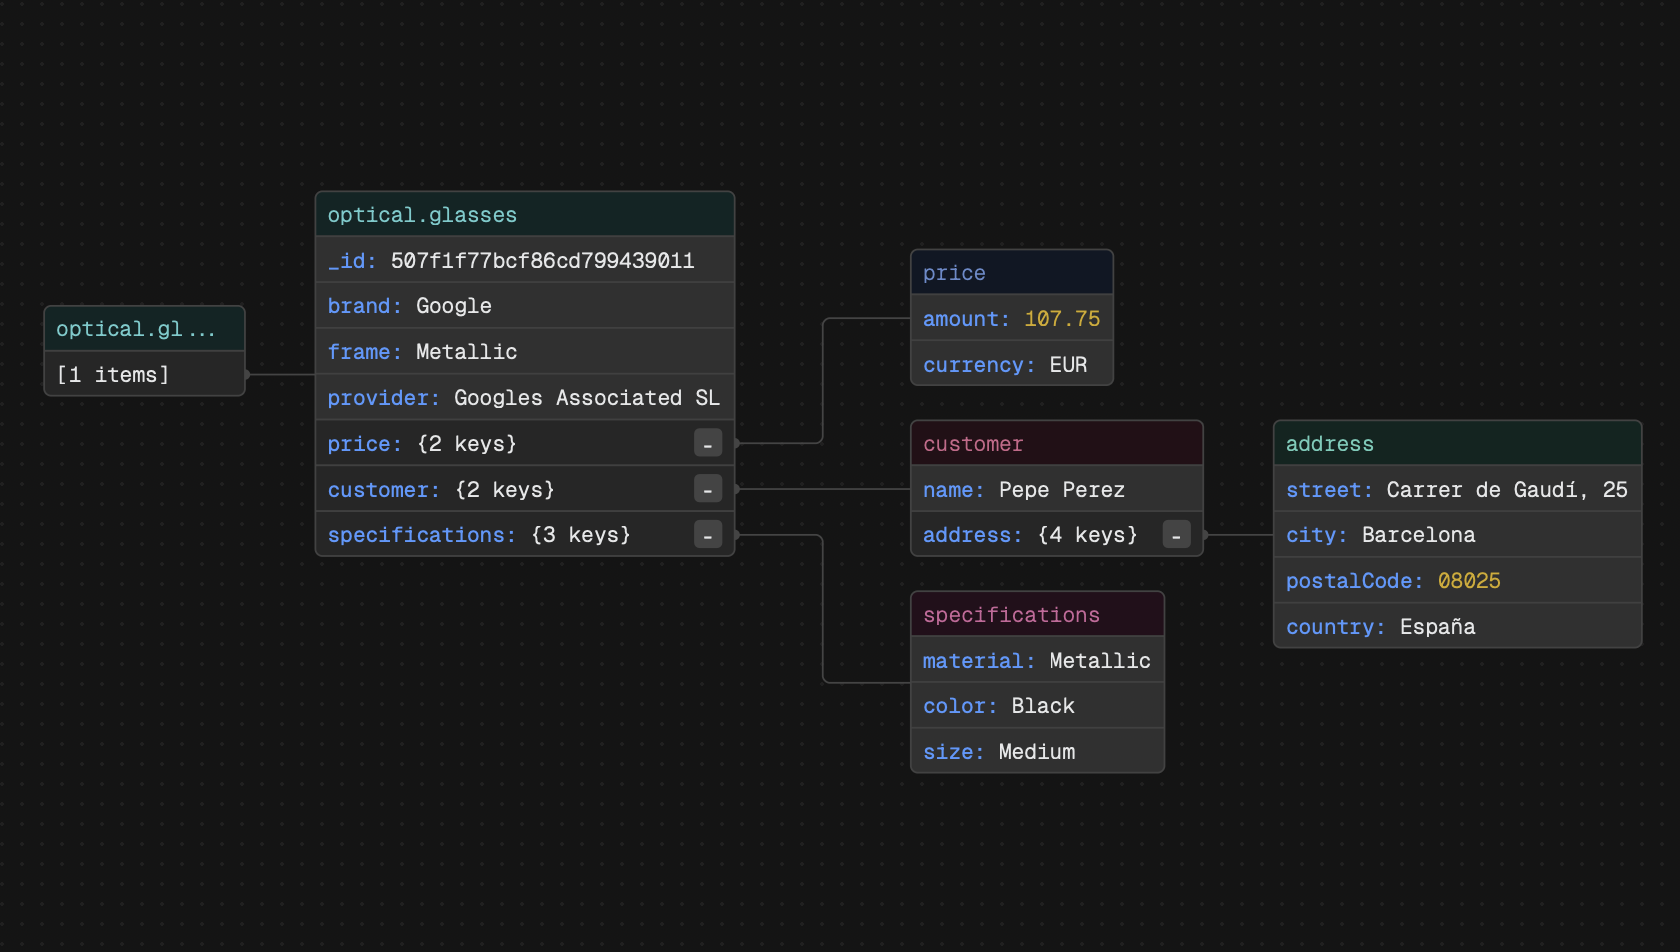 optical.gl...
[1 items]
optical.glasses
_id: 507f1f77bcf86cd799439011
brand: Google
frame: Metallic
provider: Googles Associated SL
price: {2 keys} -
customer: {2 keys} -
specifications: {3 keys} -
price
amount: 107.75
currency: EUR
customer
name: Pepe Perez
address: {4 keys} -
specifications
material: Metallic
color: Black
size: Medium
address
street: Carrer de Gaudí, 25
city: Barcelona
postalCode: 08025
country: España